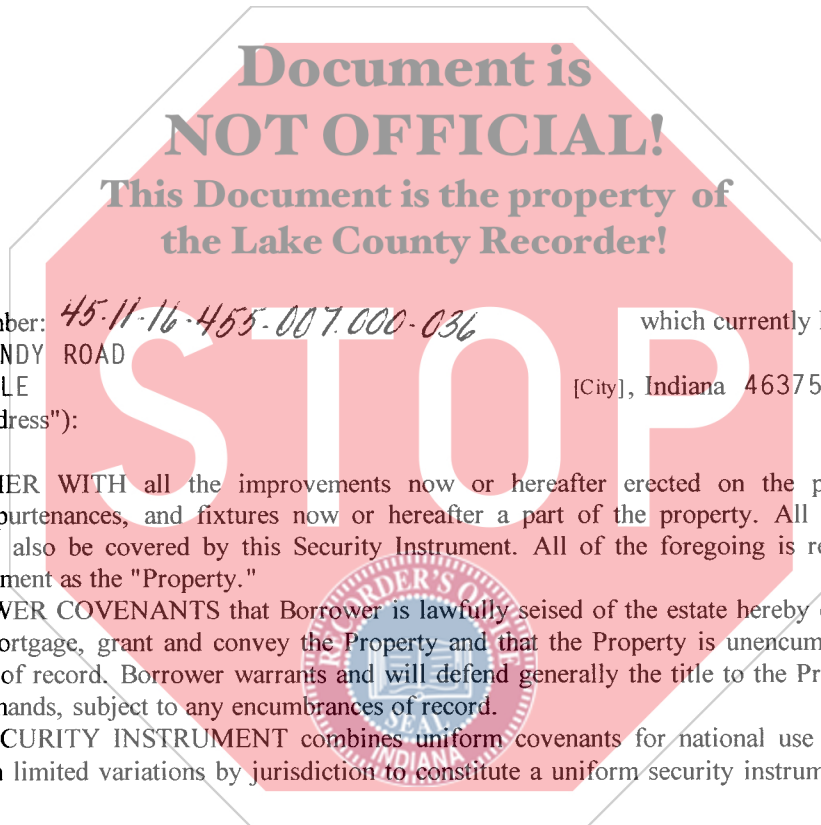 Document is
NOT OFFICIAL!
This Document is the property of
the Lake County Recorder!
STOP
ber: 45-11-16-455-007.000-036 which currently
NDY ROAD
LE [City], Indiana 46375
dress"):
ER WITH all the improvements now or hereafter erected on the p
purtenances, and fixtures now or hereafter a part of the property. All
also be covered by this Security Instrument. All of the foregoing is re
ment as the "Property."
WER COVENANTS that Borrower is lawfully seised of the estate hereby
ortgage, grant and convey the Property and that the Property is unencum
of record. Borrower warrants and will defend generally the title to the Pr
nands, subject to any encumbrances of record.
CURITY INSTRUMENT combines uniform covenants for national use
limited variations by jurisdiction to constitute a uniform security instrum
RECORDER'S OFFICE
SEAL
INDIANA